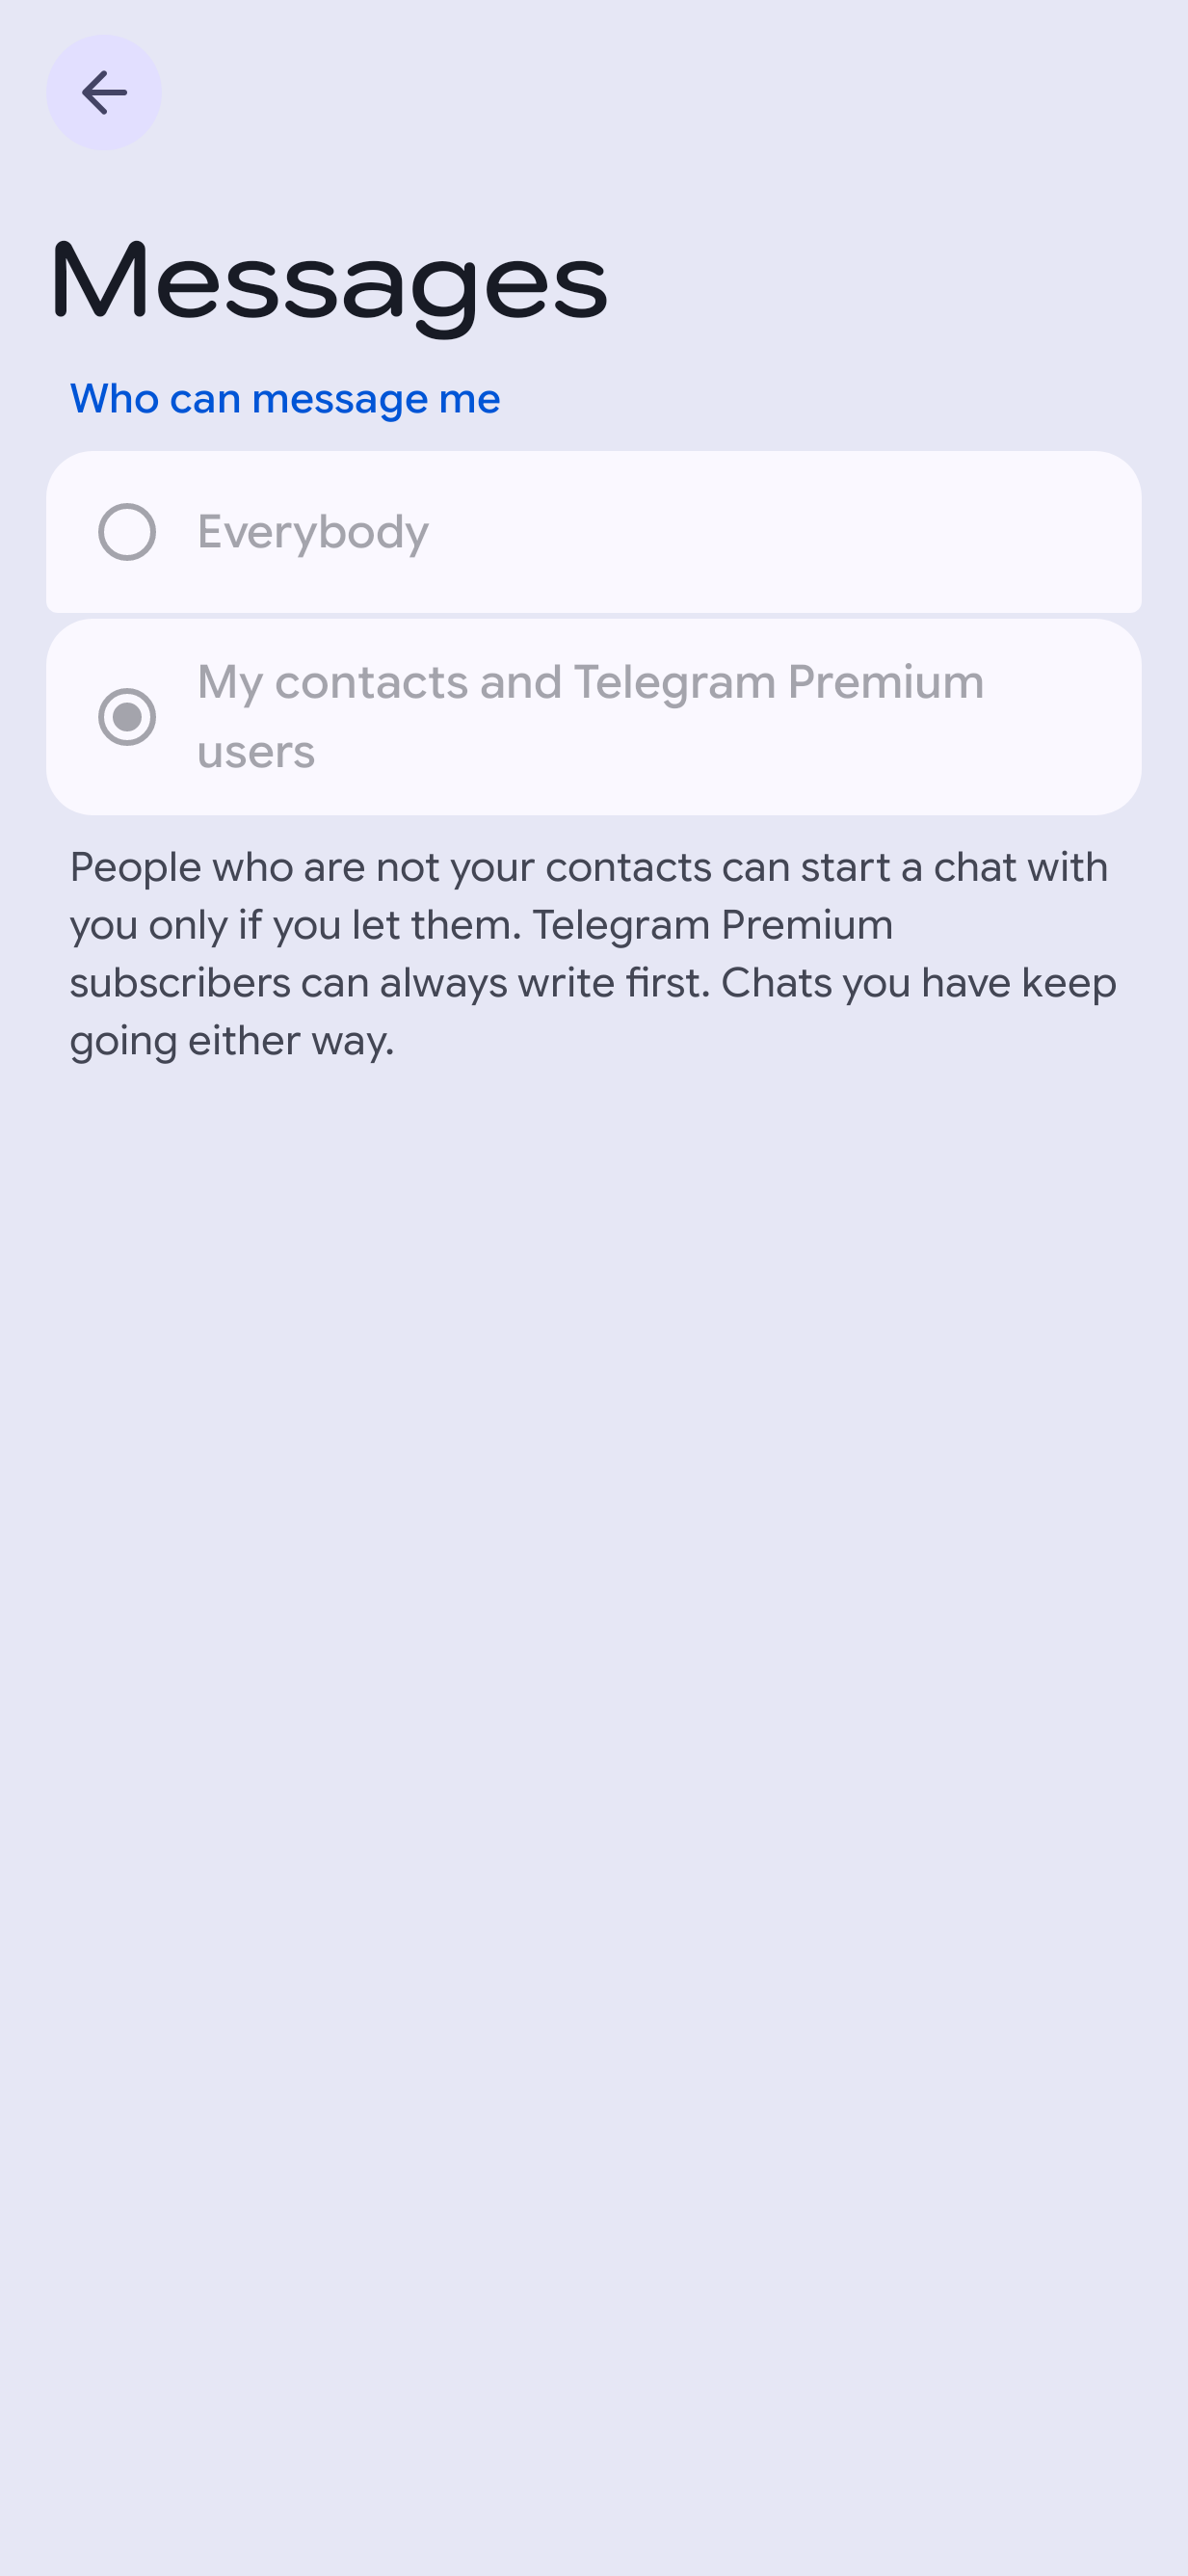 Messages
Who can message me
Everybody
My contacts and Telegram Premium
users
People who are not your contacts can start a chat with
you only if you let them. Telegram Premium
subscribers can always write first. Chats you have keep
going either way.